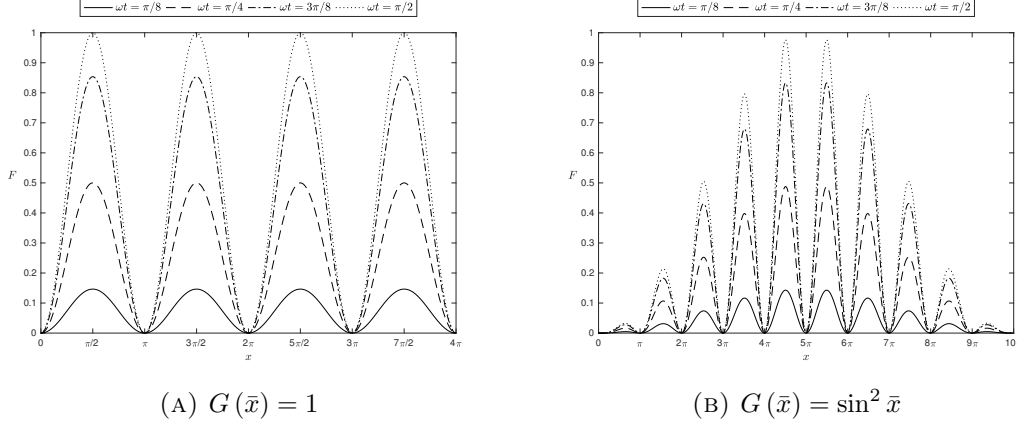 ωt = π/8 ωt = π/4 ωt = 3π/8 ωt = π/2
1
0.9
0.8
0.7
0.6
F 0.5
0.4
0.3
0.2
0.1
0
0 π/2 π 3π/2 2π 5π/2 3π 7π/2 4π
x
(A) G (x̄) = 1
ωt = π/8 ωt = π/4 ωt = 3π/8 ωt = π/2
1
0.9
0.8
0.7
0.6
F 0.5
0.4
0.3
0.2
0.1
0
0 π 2π 3π 4π 5π 6π 7π 8π 9π 10
x
(B) G (x̄) = sin² x̄